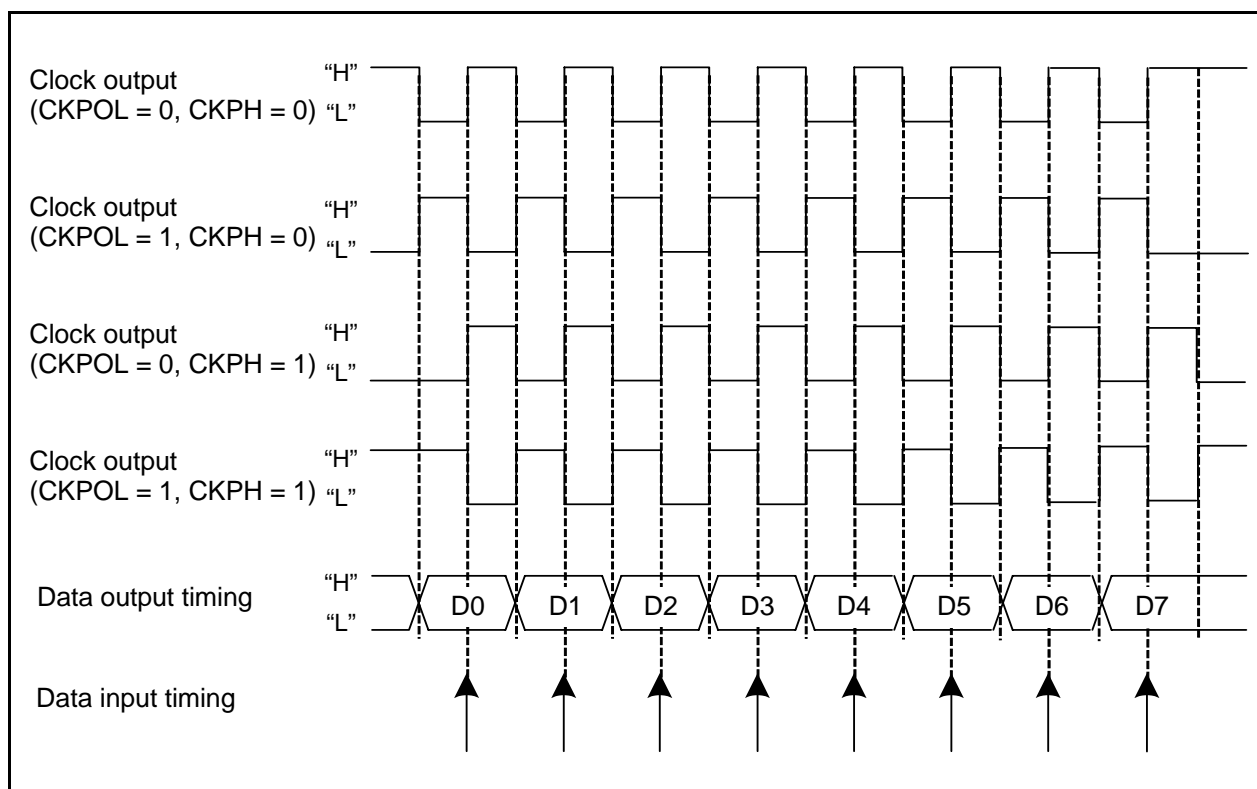 Clock output
(CKPOL = 0, CKPH = 0)
“H”
“L”
Clock output
(CKPOL = 1, CKPH = 0)
“H”
“L”
Clock output
(CKPOL = 0, CKPH = 1)
“H”
“L”
Clock output
(CKPOL = 1, CKPH = 1)
“H”
“L”
Data output timing
“H”
“L”
D0 D1 D2 D3 D4 D5 D6 D7
Data input timing